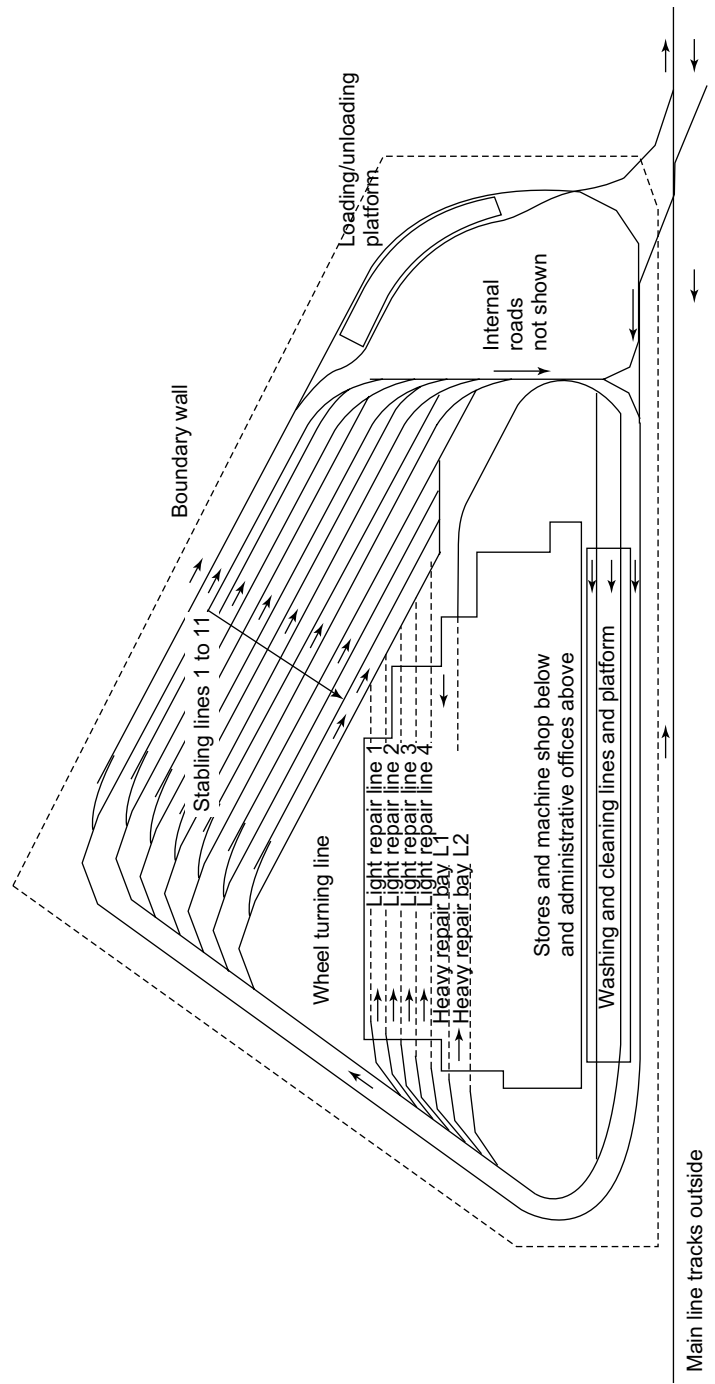 Loading/unloading
platform
Boundary wall
Internal
roads
not shown
Stabling lines 1 to 11
Wheel turning line
Light repair line 1
Light repair line 2
Light repair line 3
Light repair line 4
Heavy repair bay L1
Heavy repair bay L2
Stores and machine shop below
and administrative offices above
Washing and cleaning lines and platform
Main line tracks outside